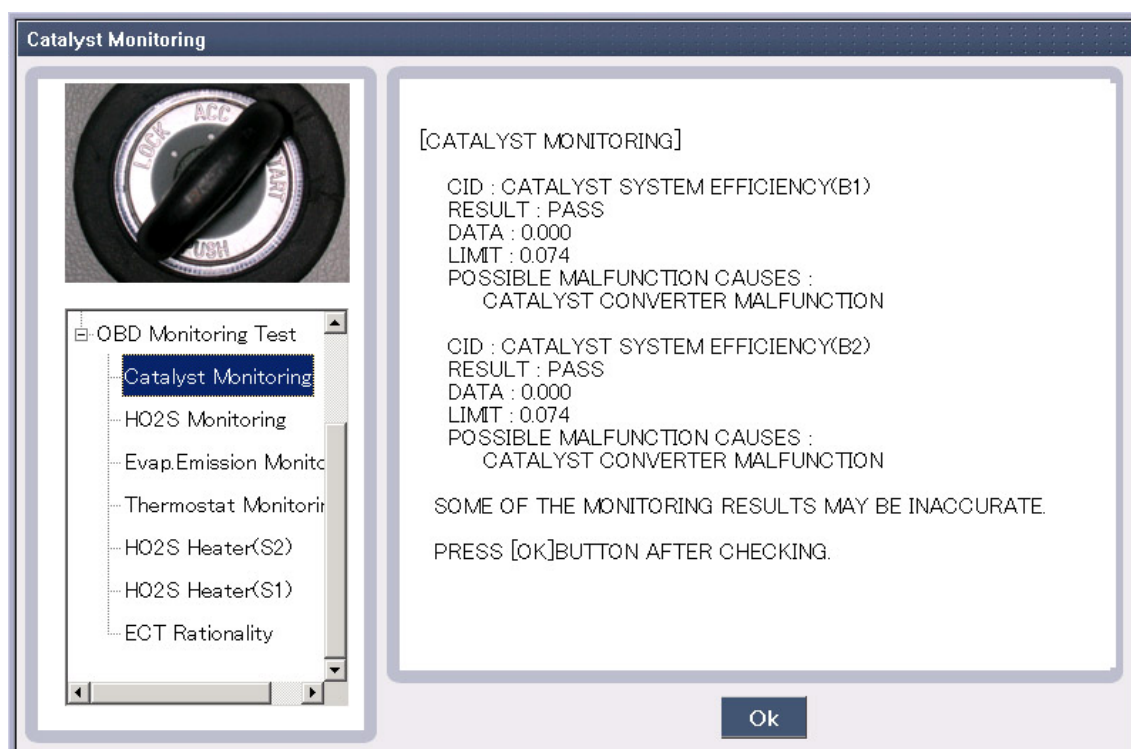 Catalyst Monitoring
LOCK
ACC
START
PUSH
OBD Monitoring Test
Catalyst Monitoring
HO2S Monitoring
Evap.Emission Monito
Thermostat Monitorin
HO2S Heater(S2)
HO2S Heater(S1)
ECT Rationality
[CATALYST MONITORING]
CID : CATALYST SYSTEM EFFICIENCY(B1)
RESULT : PASS
DATA : 0.000
LIMIT : 0.074
POSSIBLE MALFUNCTION CAUSES :
CATALYST CONVERTER MALFUNCTION
CID : CATALYST SYSTEM EFFICIENCY(B2)
RESULT : PASS
DATA : 0.000
LIMIT : 0.074
POSSIBLE MALFUNCTION CAUSES :
CATALYST CONVERTER MALFUNCTION
SOME OF THE MONITORING RESULTS MAY BE INACCURATE.
PRESS [OK]BUTTON AFTER CHECKING.
Ok